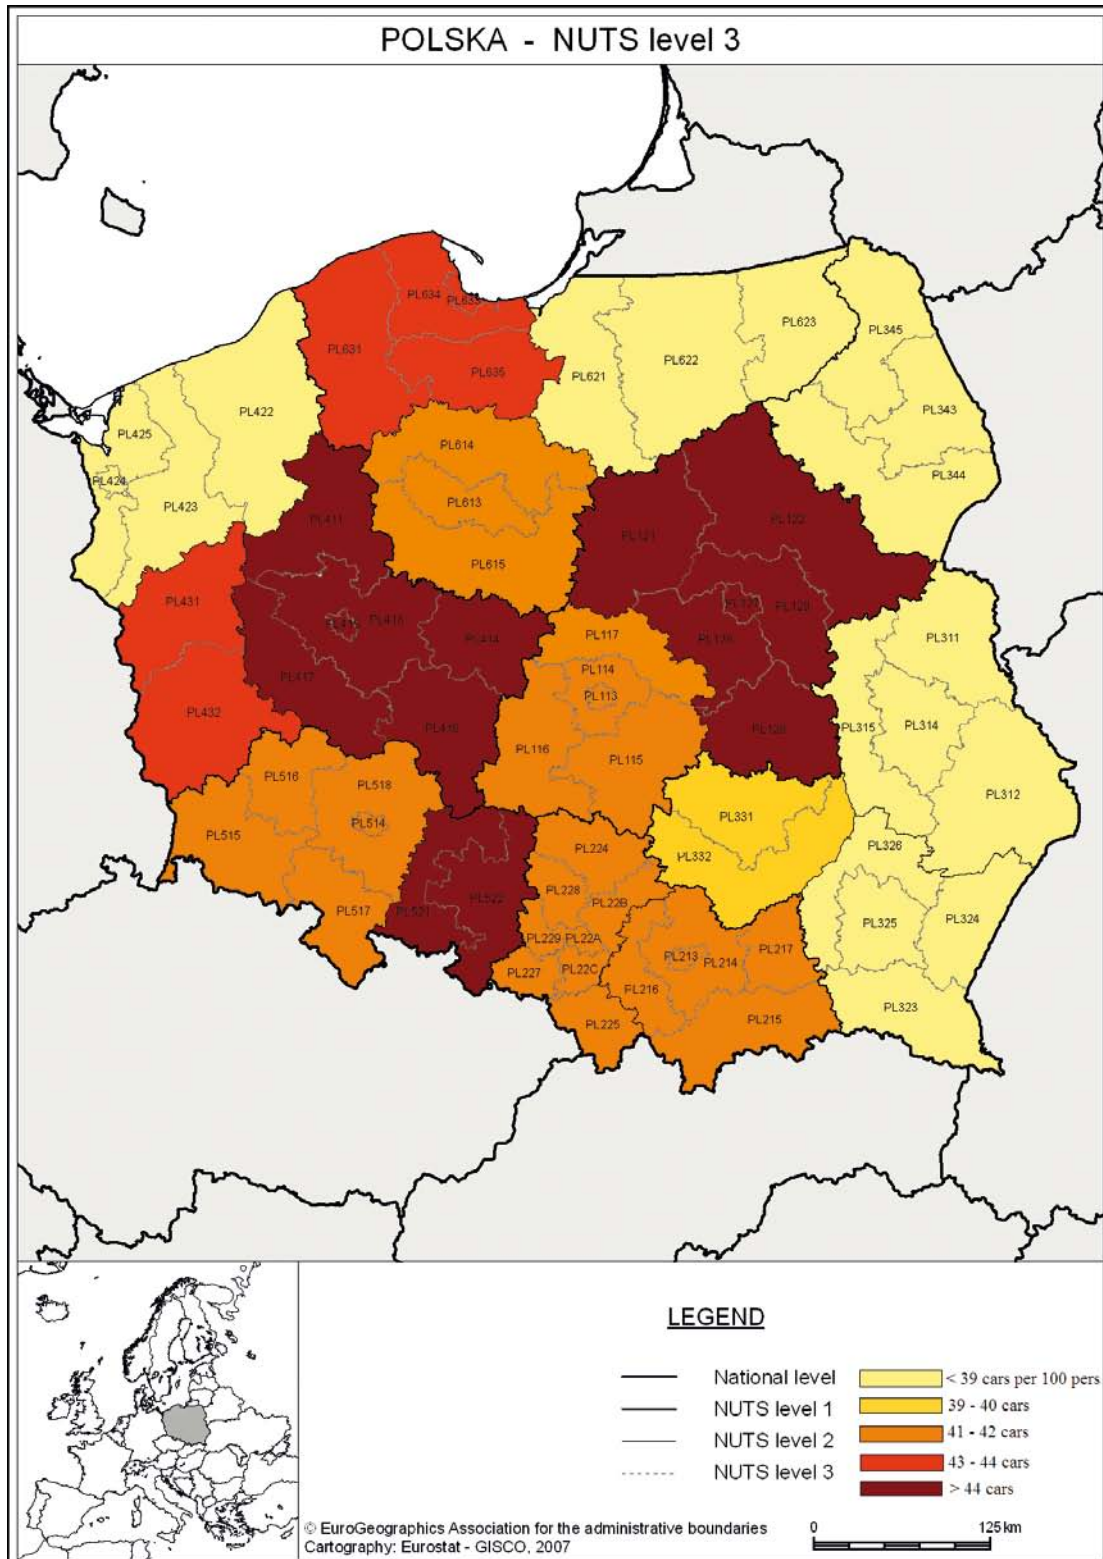 POLSKA - NUTS level 3
PL634
PL633
PL631
PL635
PL623
PL345
PL622
PL621
PL343
PL422
PL425
PL614
PL344
PL424
PL423
PL613
PL411
PL122
PL121
PL615
PL431
PL127
PL129
PL415
PL418
PL414
PL117
PL126
PL311
PL114
PL417
PL113
PL432
PL416
PL128
PL315
PL314
PL116
PL115
PL516
PL518
PL312
PL514
PL331
PL515
PL224
PL332
PL326
PL228
PL521
PL522
PL22B
PL517
PL324
PL325
PL229
PL22A
PL217
PL213
PL214
PL227
PL22C
PL216
PL323
PL225
PL215
LEGEND
National level < 39 cars per 100 pers
NUTS level 1 39 - 40 cars
NUTS level 2 41 - 42 cars
NUTS level 3 43 - 44 cars
> 44 cars
© EuroGeographics Association for the administrative boundaries
Cartography: Eurostat - GISCO, 2007
0 125 km